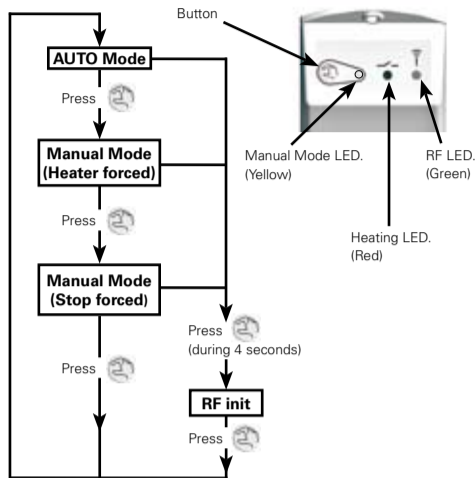 Button
AUTO Mode
Press
Manual Mode
(Heater forced)
Press
Manual Mode
(Stop forced)
Press
Press
(during 4 seconds)
RF init
Press
Manual Mode LED.
(Yellow)
RF LED.
(Green)
Heating LED.
(Red)